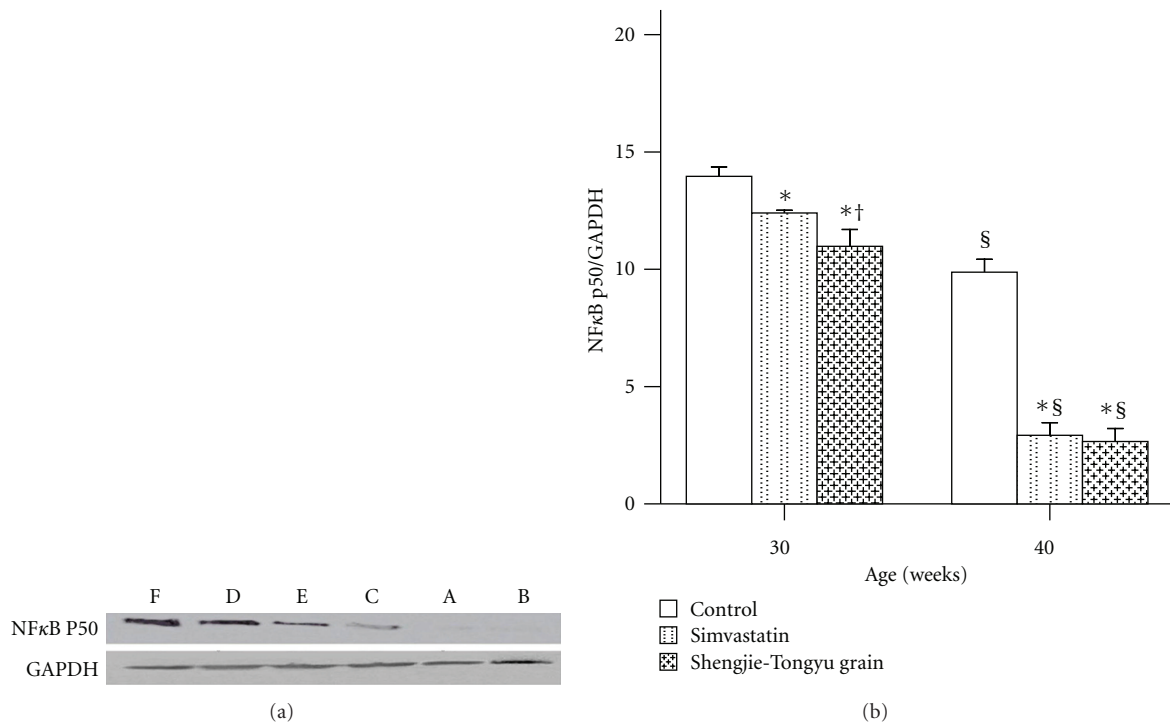 F D E C A B
NFκB P50
GAPDH
(a)
NFκB p50/GAPDH
20
15
10
5
0
*
*†
§
*§
*§
30
40
Age (weeks)
Control
Simvastatin
Shengjie-Tongyu grain
(b)